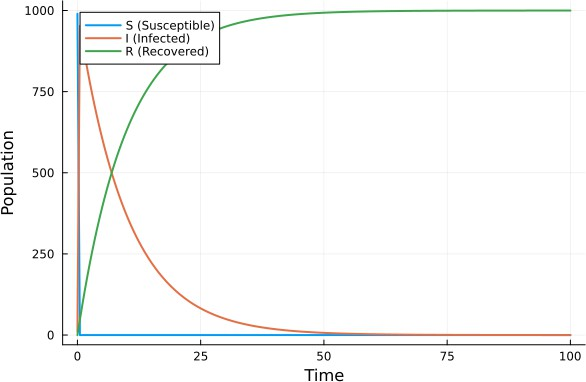 1000
750
500
250
0
Population
S (Susceptible)
I (Infected)
R (Recovered)
0 25 50 75 100
Time